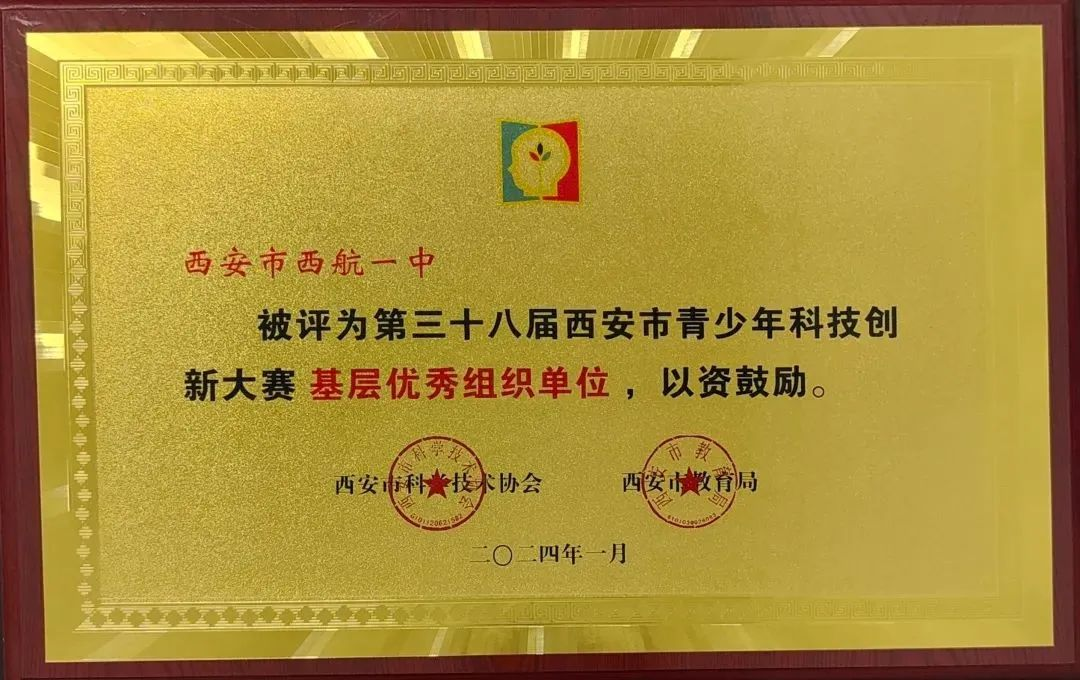 西安市西航一中
被评为第三十八届西安市青少年科技创
新大赛 基层优秀组织单位 ，以资鼓励。
西安市科学技术协会 西安市教育局
二〇二四年一月